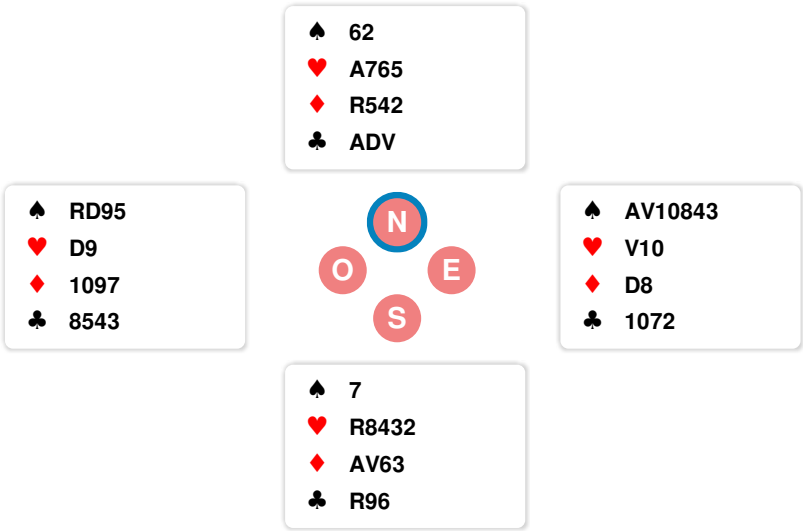 ♠ 62
♥ A765
♦ R542
♣ ADV
♠ RD95
♥ D9
♦ 1097
♣ 8543
N
O E
S
♠ AV10843
♥ V10
♦ D8
♣ 1072
♠ 7
♥ R8432
♦ AV63
♣ R96